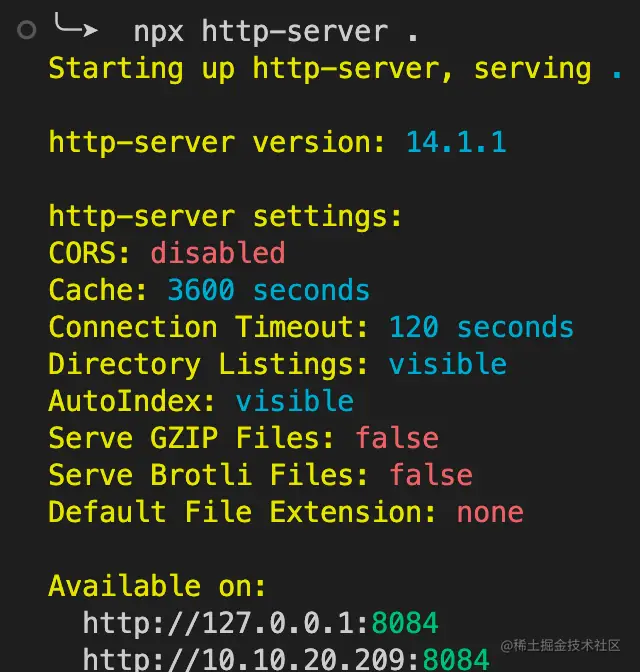 npx http-server .
Starting up http-server, serving .
http-server version: 14.1.1
http-server settings:
CORS: disabled
Cache: 3600 seconds
Connection Timeout: 120 seconds
Directory Listings: visible
AutoIndex: visible
Serve GZIP Files: false
Serve Brotli Files: false
Default File Extension: none
Available on:
http://127.0.0.1:8084
http://10.10.20.209:8084
@稀土掘金技术社区